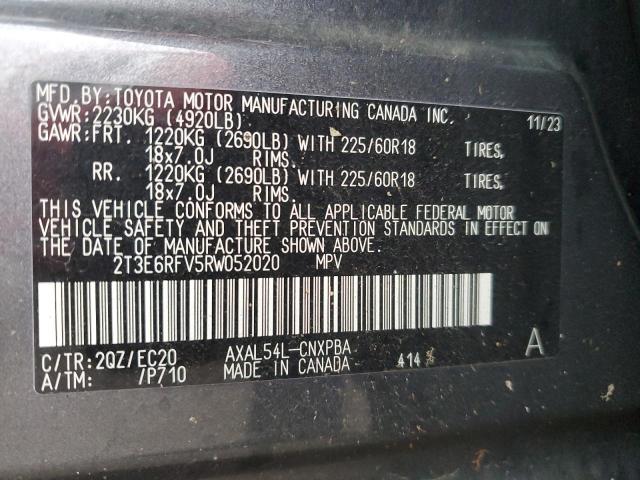 MFD.BY:TOYOTA MOTOR MANUFACTURING CANADA INC.
GVWR:2230KG (4920LB) 11/23
GAWR:FRT. 1220KG (2690LB) WITH 225/60R18 TIRES,
18x7.0J RIMS.
RR. 1220KG (2690LB) WITH 225/60R18 TIRES,
18x7.0J RIMS.
THIS VEHICLE CONFORMS TO ALL APPLICABLE FEDERAL MOTOR
VEHICLE SAFETY AND THEFT PREVENTION STANDARDS IN EFFECT ON
THE DATE OF MANUFACTURE SHOWN ABOVE.
2T3E6RFV5RW052020 MPV
A
C/TR:2QZ/EC20 AXAL54L-CNXPBA 414
A/TM: /P710 MADE IN CANADA